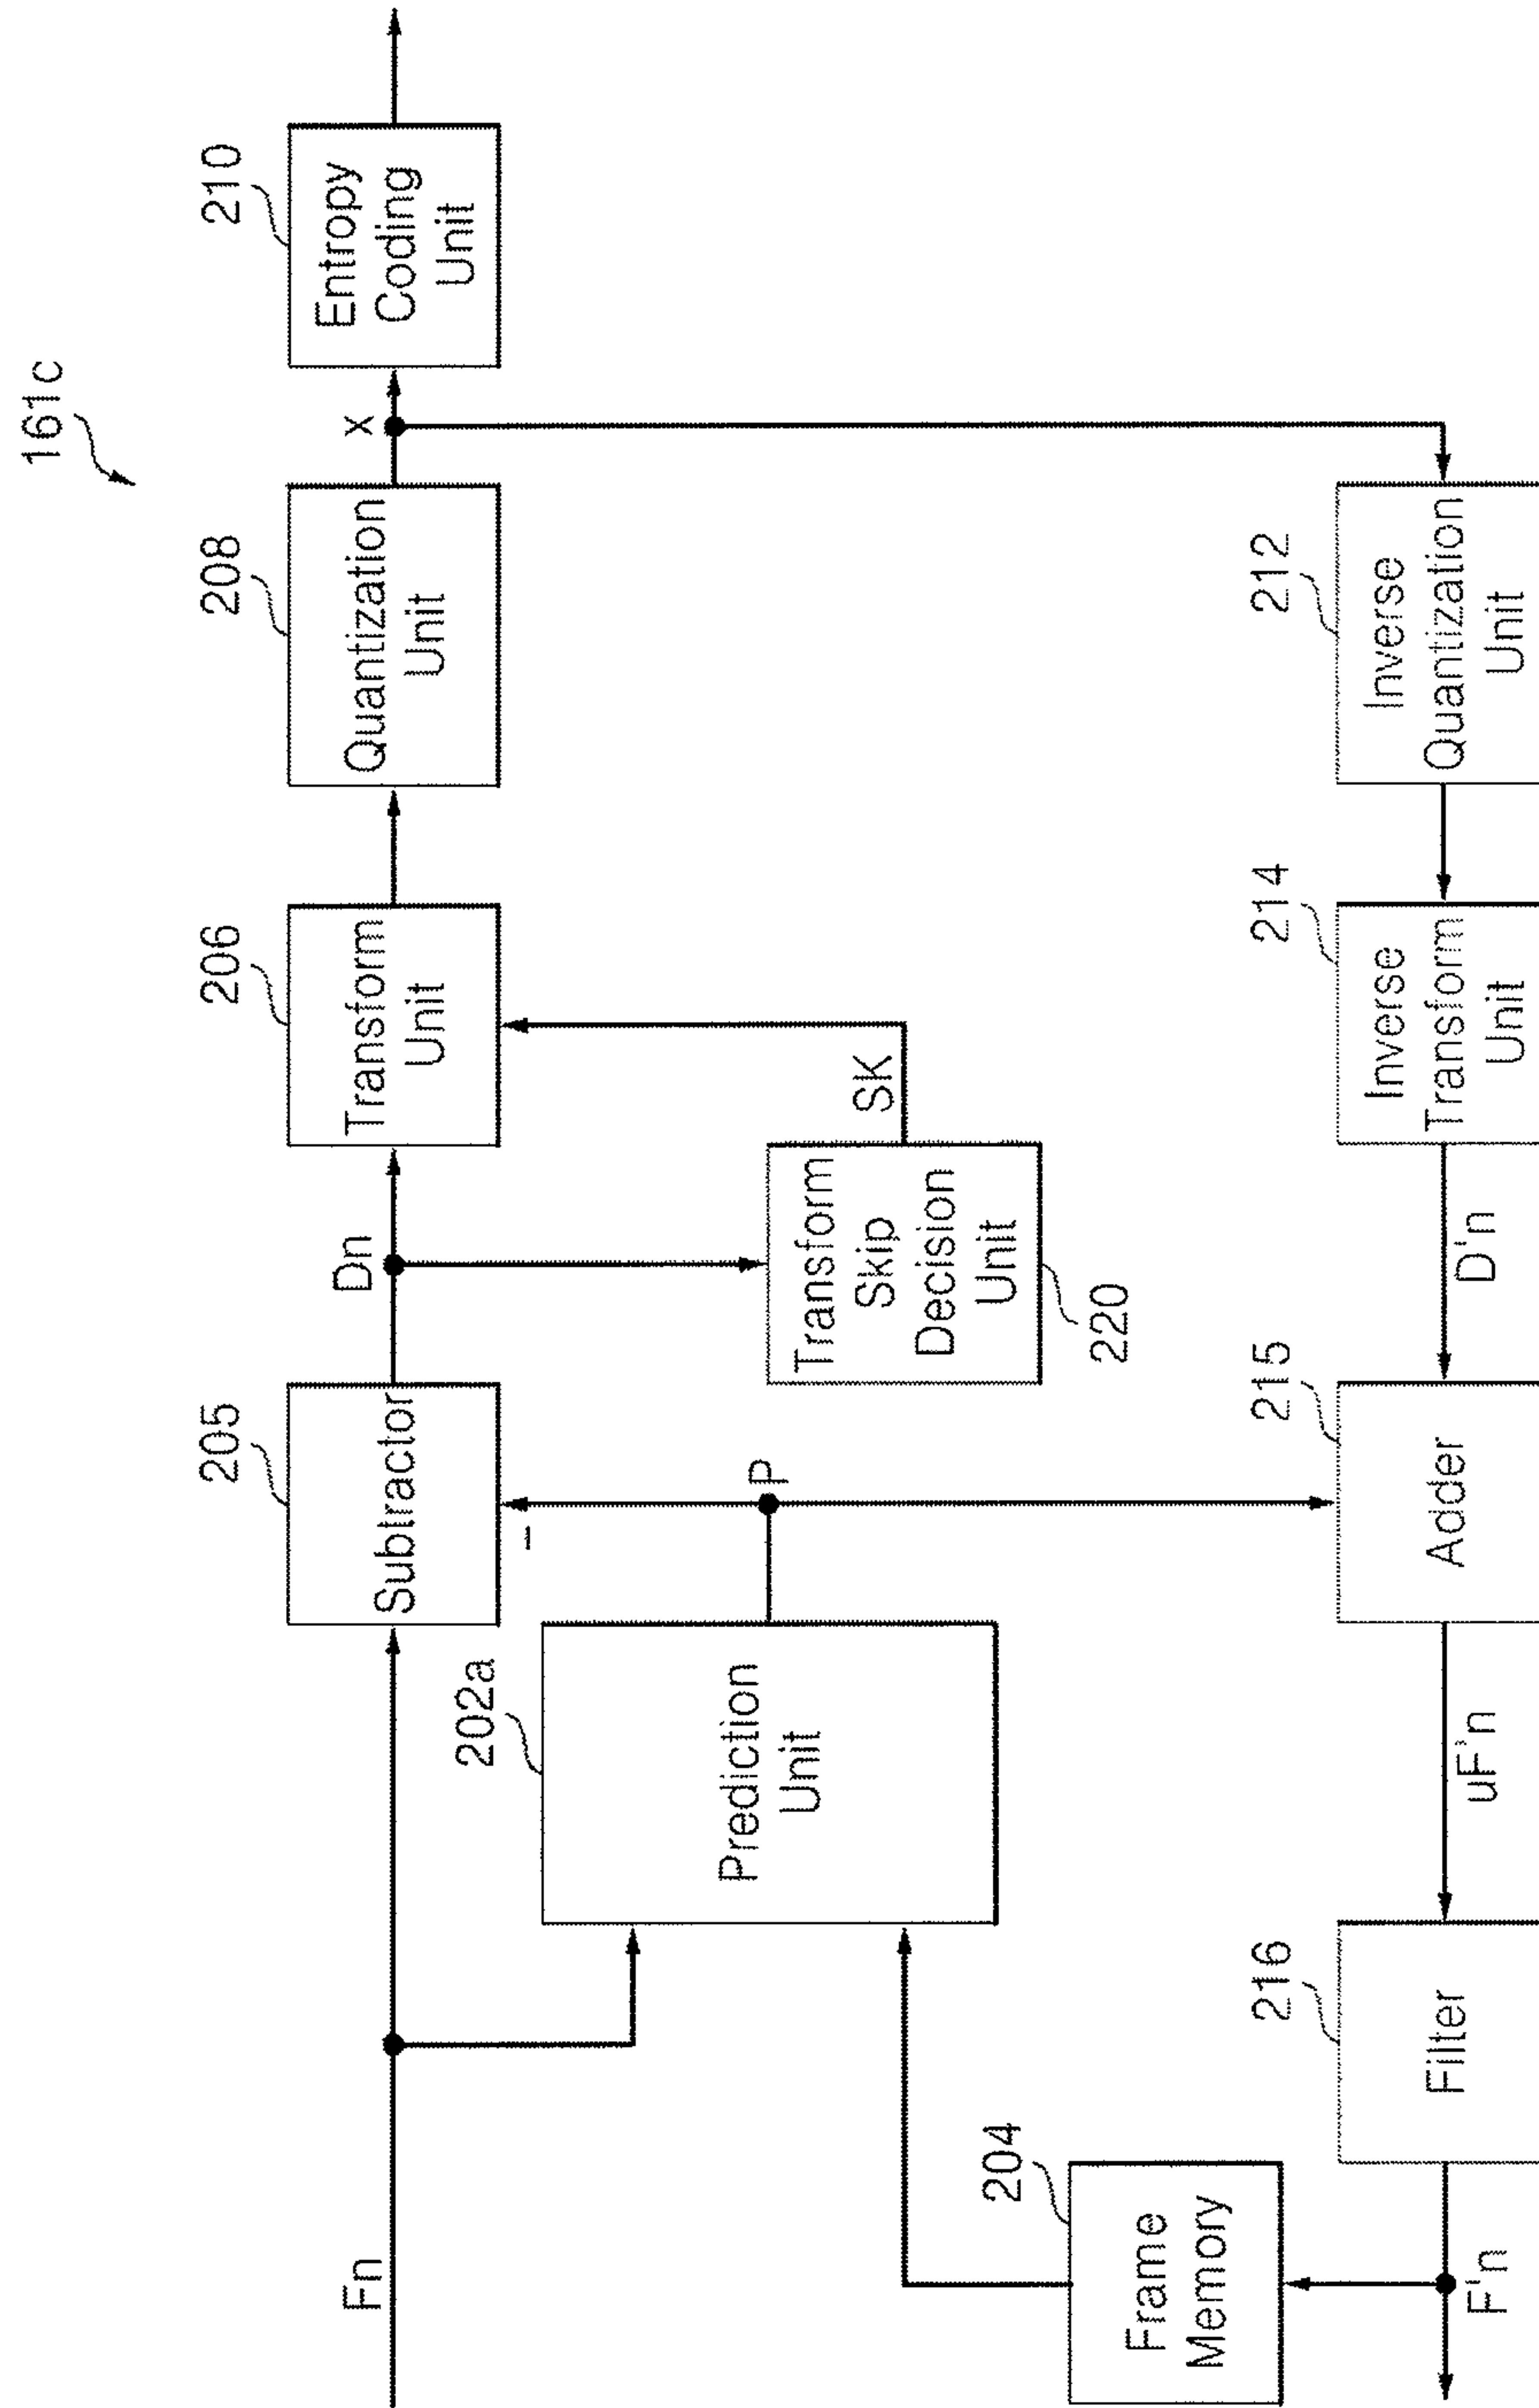 161c
Fn
205
Subtractor
Dn
206
Transform
Unit
208
Quantization
Unit
x
210
Entropy
Coding
Unit
202a
Prediction
Unit
-
P
Transform
Skip
Decision
Unit
220
SK
204
Frame
Memory
F'n
216
Filter
uF'n
215
Adder
D'n
214
Inverse
Transform
Unit
212
Inverse
Quantization
Unit